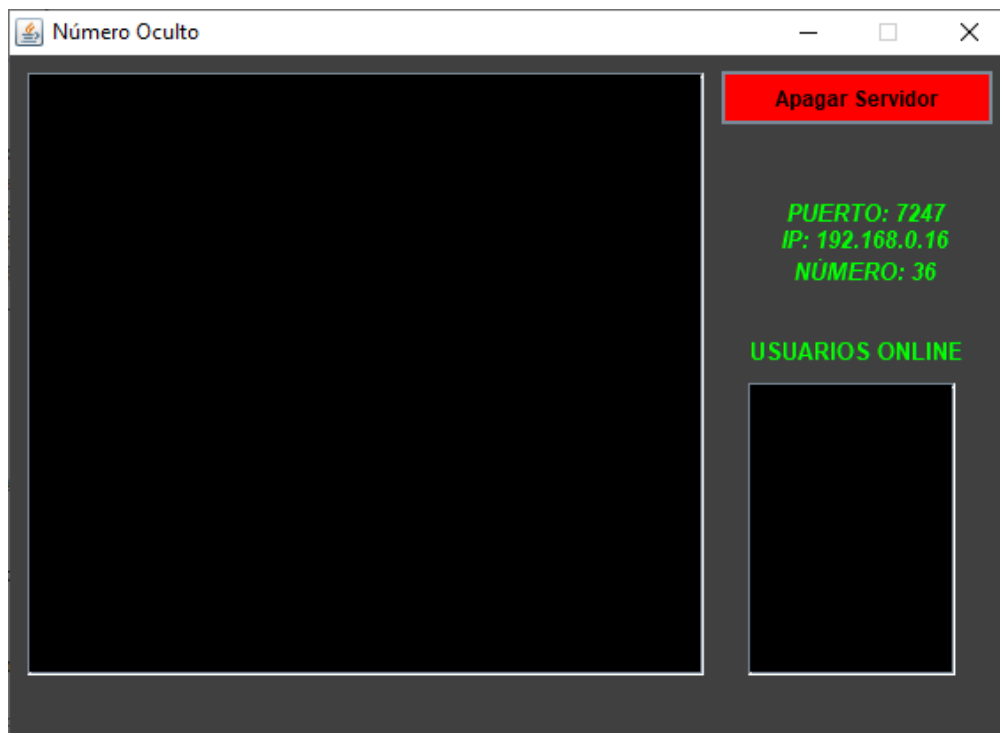 Número Oculto
Apagar Servidor
PUERTO: 7247
IP: 192.168.0.16
NÚMERO: 36
USUARIOS ONLINE